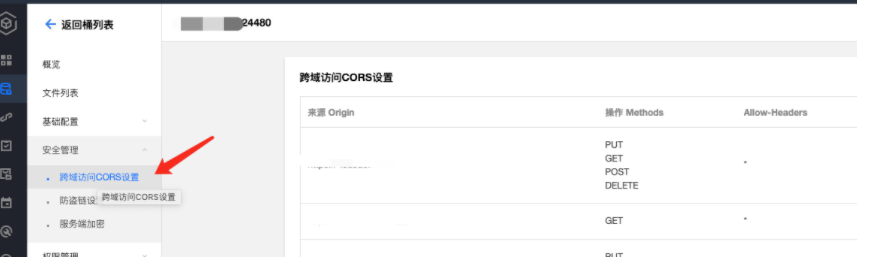 返回桶列表
24480
概览
文件列表
基础配置
安全管理
跨域访问CORS设置
防盗链设
跨域访问CORS设置
服务端加密
权限管理
跨域访问CORS设置
来源 Origin 操作 Methods Allow-Headers
PUT
GET
POST
DELETE
*
GET *
PUT